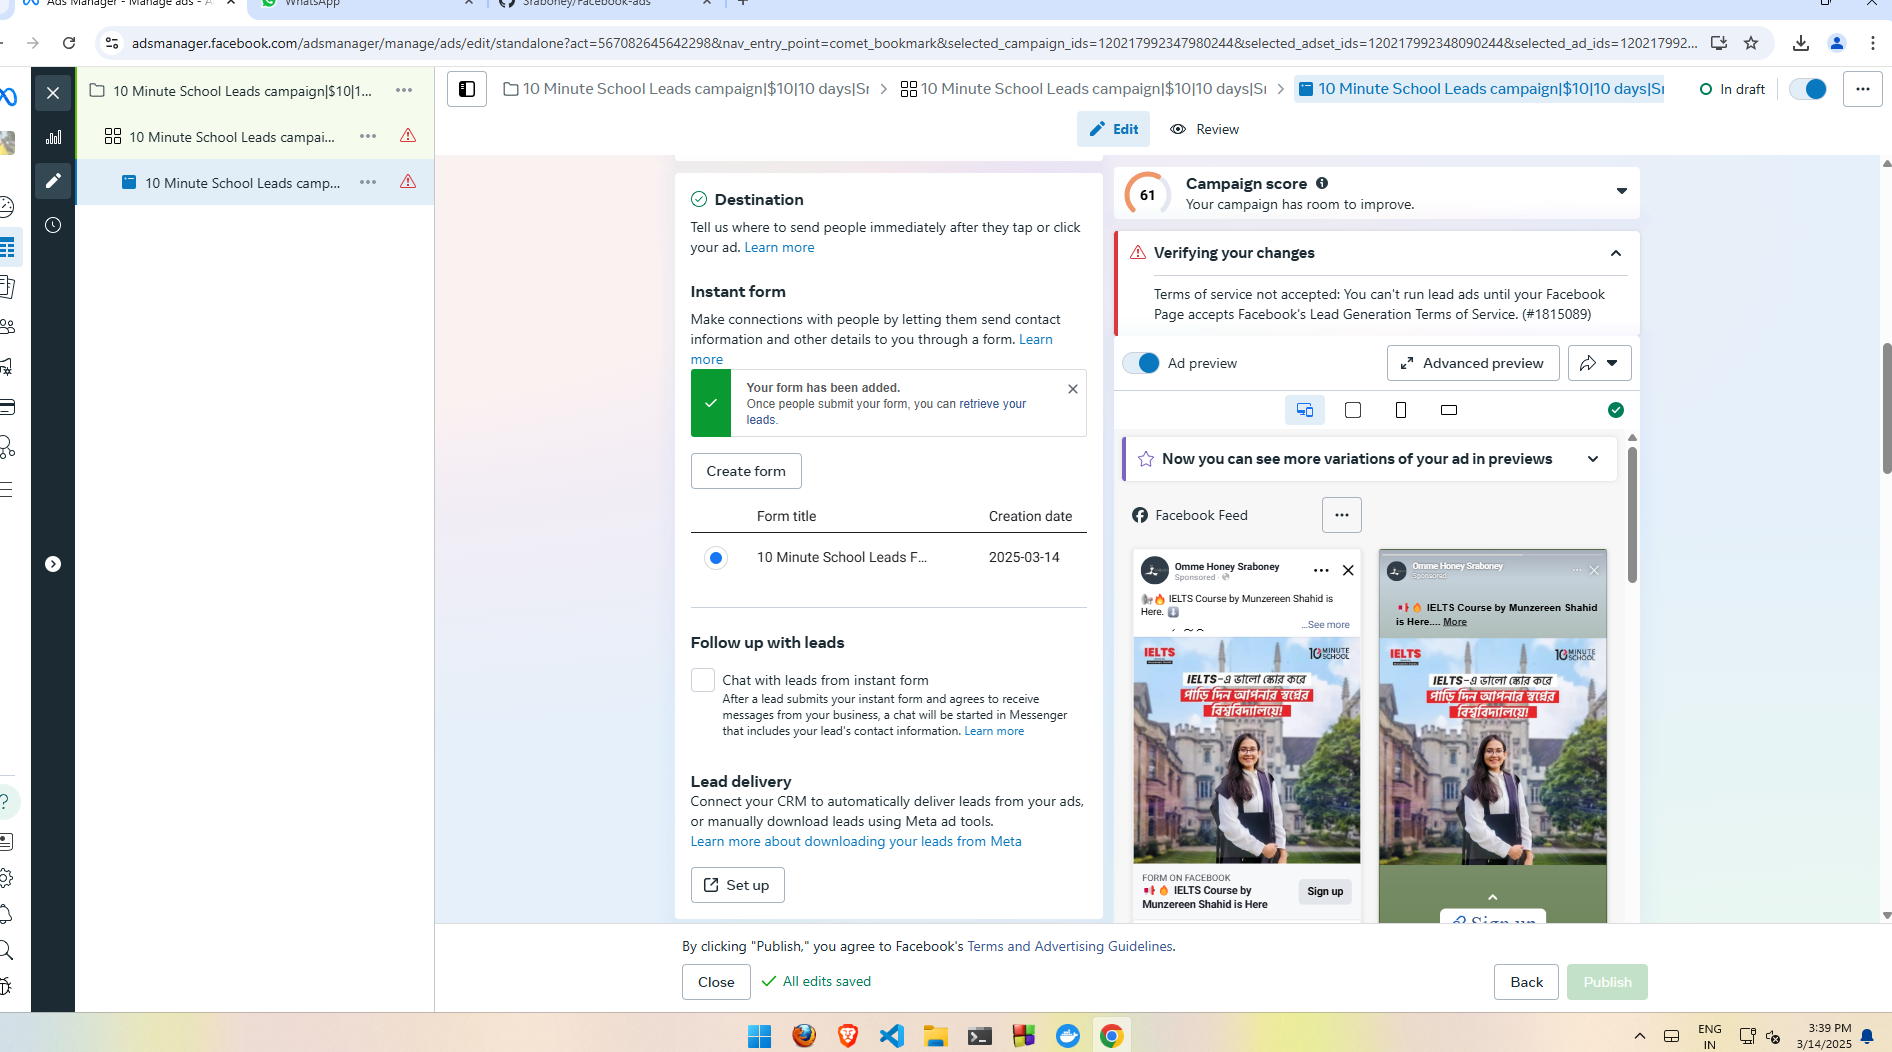 Ads Manager - Manage ads - A
WhatsApp
Sraboney/Facebook-ads
adsmanager.facebook.com/adsmanager/manage/ads/edit/standalone?act=567082645642298&nav_entry_point=comet_bookmark&selected_campaign_ids=120217992347980244&selected_adset_ids=120217992348090244&selected_ad_ids=120217992...
10 Minute School Leads campaign|$10|1...
10 Minute School Leads campai...
10 Minute School Leads camp...
10 Minute School Leads campaign|$10|10 days|Sr
10 Minute School Leads campaign|$10|10 days|Sr
10 Minute School Leads campaign|$10|10 days|Sr
In draft
Edit
Review
Destination
Tell us where to send people immediately after they tap or click
your ad. Learn more
Instant form
Make connections with people by letting them send contact
information and other details to you through a form. Learn
more
Your form has been added.
Once people submit your form, you can retrieve your
leads.
Create form
Form title
Creation date
10 Minute School Leads F...
2025-03-14
Follow up with leads
Chat with leads from instant form
After a lead submits your instant form and agrees to receive
messages from your business, a chat will be started in Messenger
that includes your lead's contact information. Learn more
Lead delivery
Connect your CRM to automatically deliver leads from your ads,
or manually download leads using Meta ad tools.
Learn more about downloading your leads from Meta
Set up
61
Campaign score
Your campaign has room to improve.
Verifying your changes
Terms of service not accepted: You can't run lead ads until your Facebook
Page accepts Facebook's Lead Generation Terms of Service. (#1815089)
Ad preview
Advanced preview
Now you can see more variations of your ad in previews
Facebook Feed
Omme Honey Sraboney
Sponsored ·
IELTS Course by Munzereen Shahid is
Here.
...See more
IELTS
10 MINUTE
SCHOOL
IELTS-এ ভালো স্কোর করে
পাড়ি দিন আপনার স্বপ্নের
বিশ্ববিদ্যালয়ে!
FORM ON FACEBOOK
IELTS Course by
Munzereen Shahid is Here
Sign up
Omme Honey Sraboney
Sponsored
IELTS Course by Munzereen Shahid
is Here.... More
IELTS
10 MINUTE
SCHOOL
IELTS-এ ভালো স্কোর করে
পাড়ি দিন আপনার স্বপ্নের
বিশ্ববিদ্যালয়ে!
Sign up
By clicking "Publish," you agree to Facebook's Terms and Advertising Guidelines.
Close
All edits saved
Back
Publish
ENG
IN
3:39 PM
3/14/2025